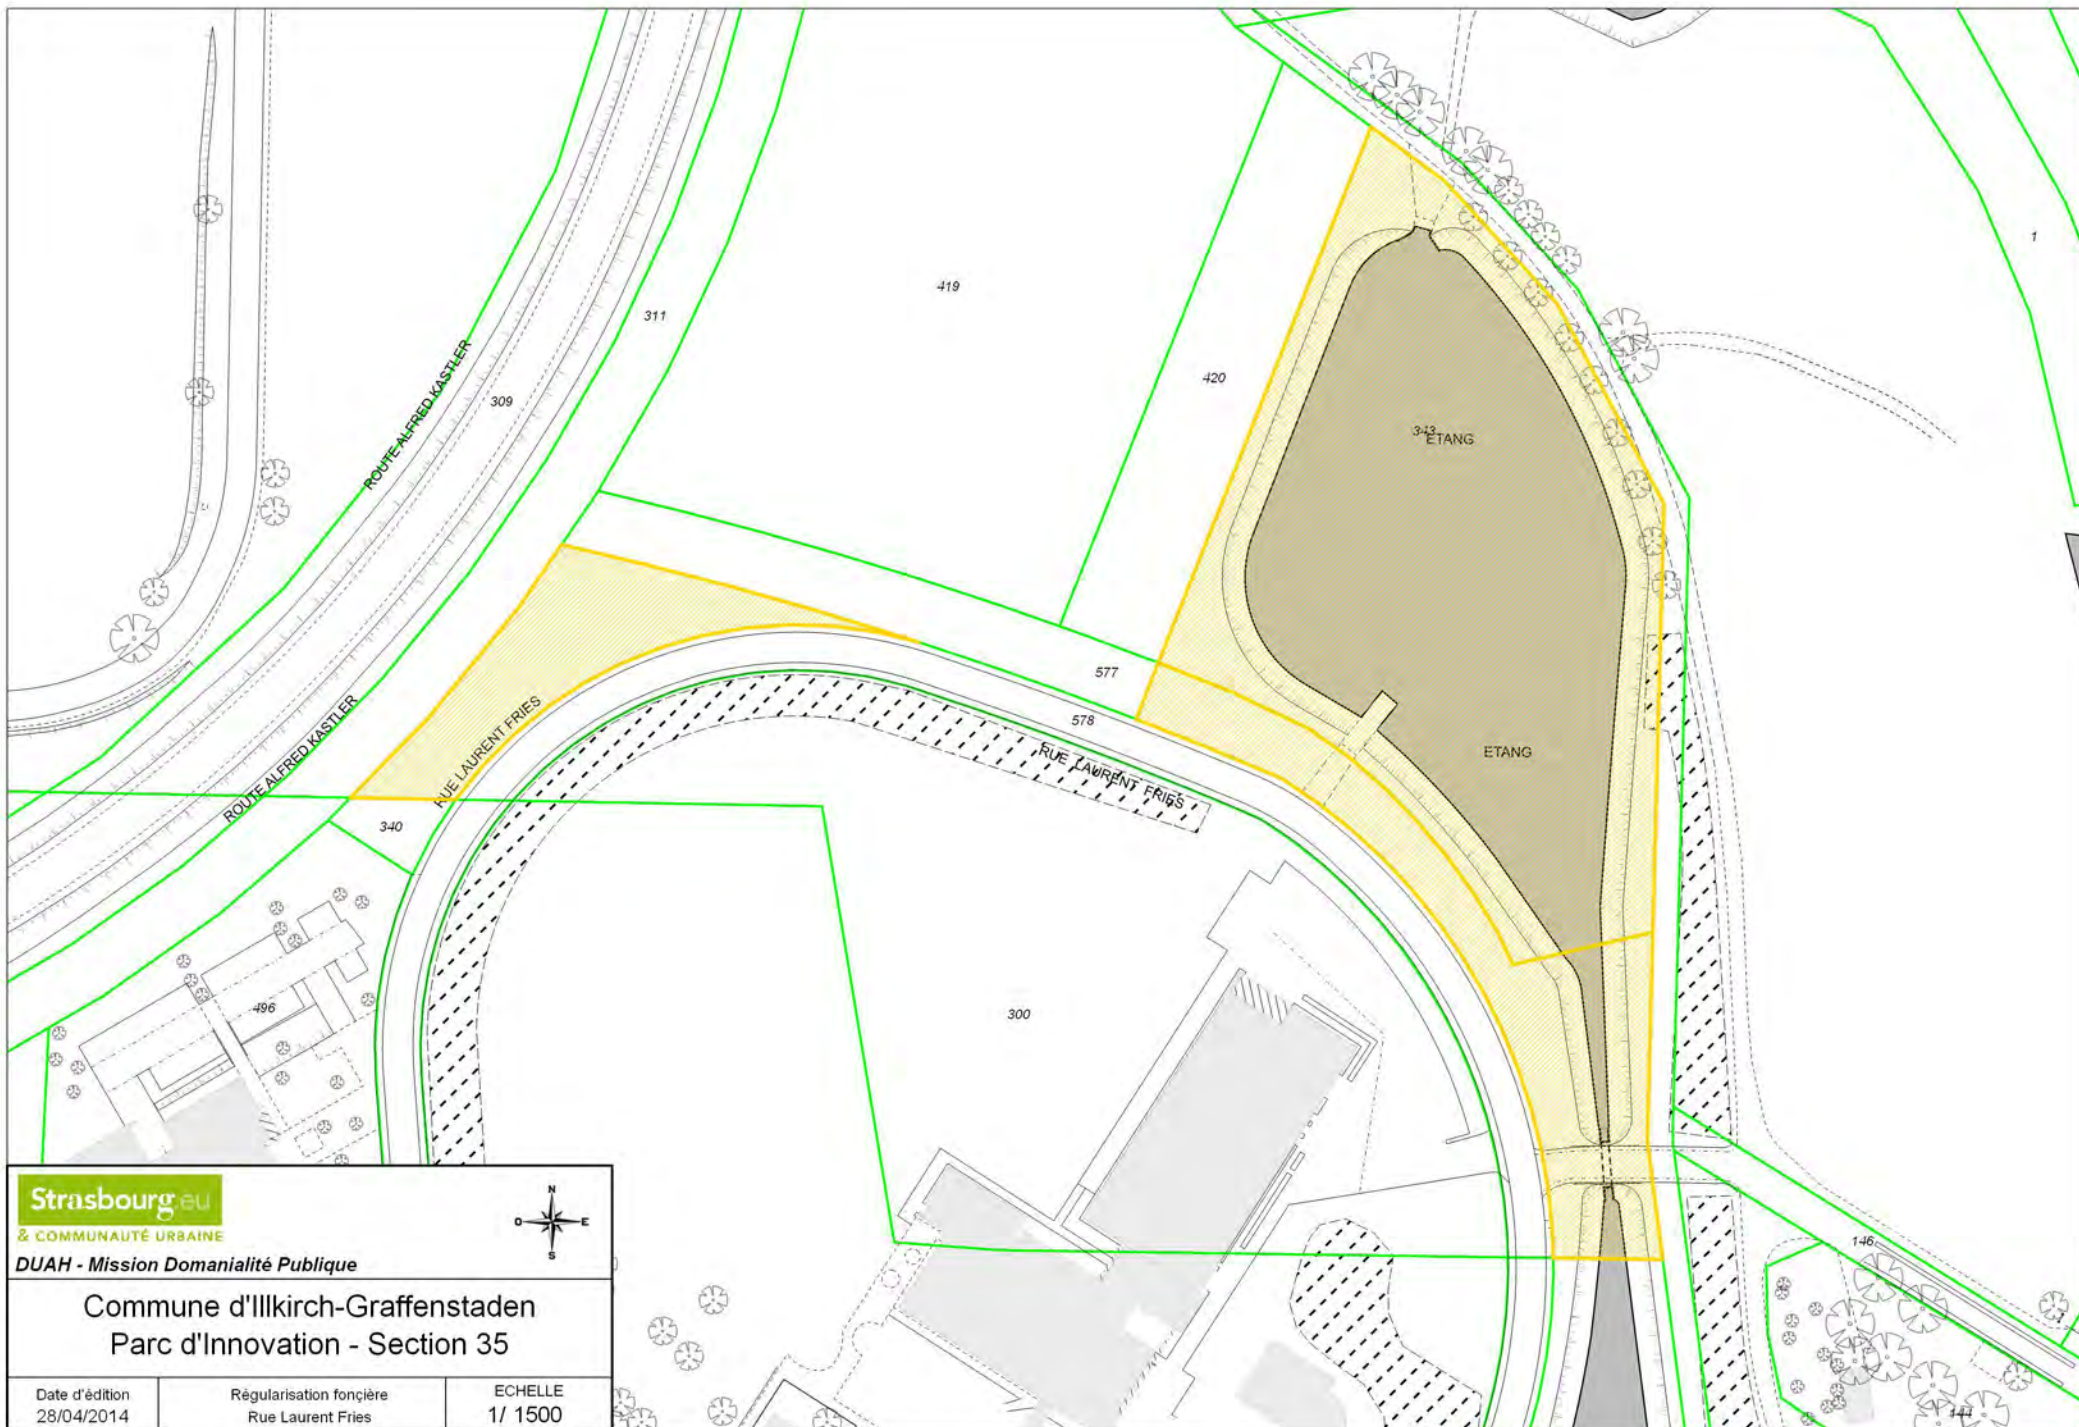 1
419
311
420
309
ROUTE ALFRED KASTLER
343
ETANG
577
578
RUE LAURENT FRIES
RUE LAURENT FRIES
ETANG
ROUTE ALFRED KASTLER
340
496
300
146
144
Strasbourg.eu
& COMMUNAUTÉ URBAINE
N
O
E
S
DUAH - Mission Domanialité Publique
Commune d'Illkirch-Graffenstaden
Parc d'Innovation - Section 35
Date d'édition
28/04/2014
Régularisation fonçière
Rue Laurent Fries
ECHELLE
1/ 1500